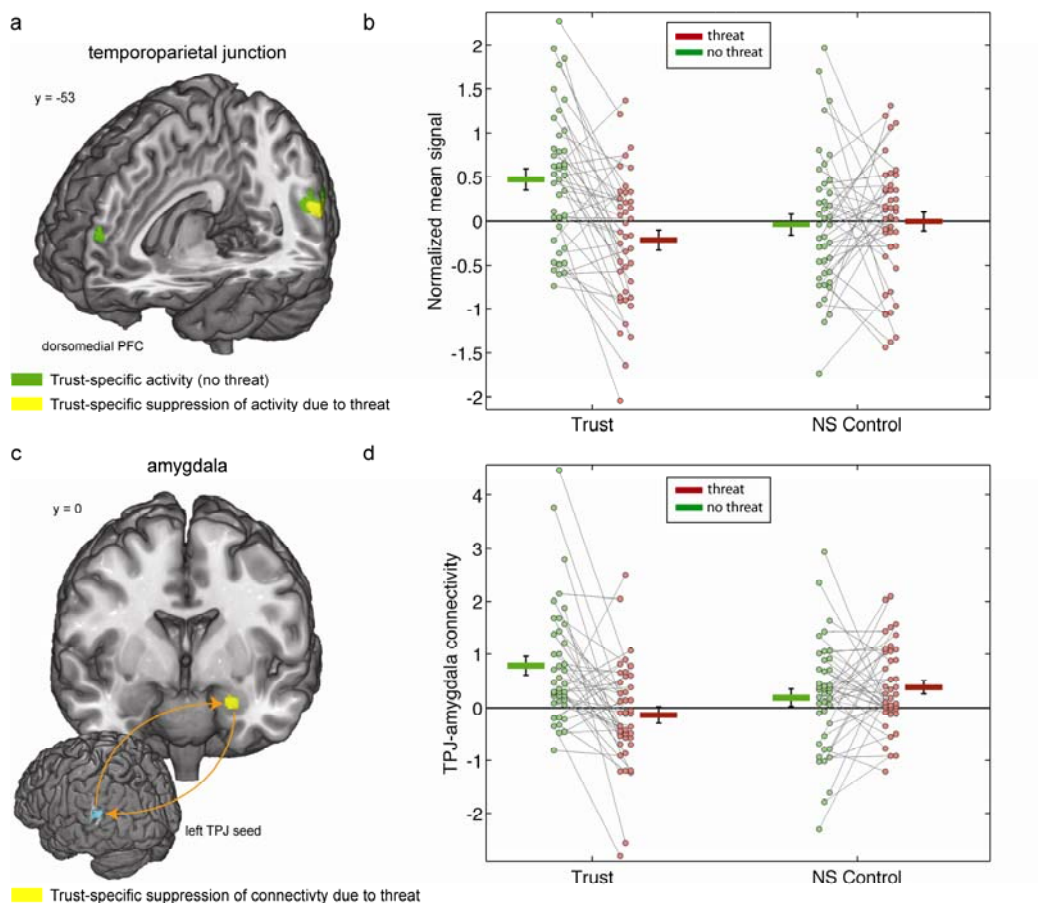 a
temporoparietal junction
y = -53
dorsomedial PFC
Trust-specific activity (no threat)
Trust-specific suppression of activity due to threat
b
threat
no threat
Normalized mean signal
2
1.5
1
0.5
0
-0.5
-1
-1.5
-2
Trust
NS Control
c
amygdala
y = 0
left TPJ seed
Trust-specific suppression of connectivty due to threat
d
threat
no threat
TPJ-amygdala connectivity
4
3
2
1
0
-1
-2
Trust
NS Control